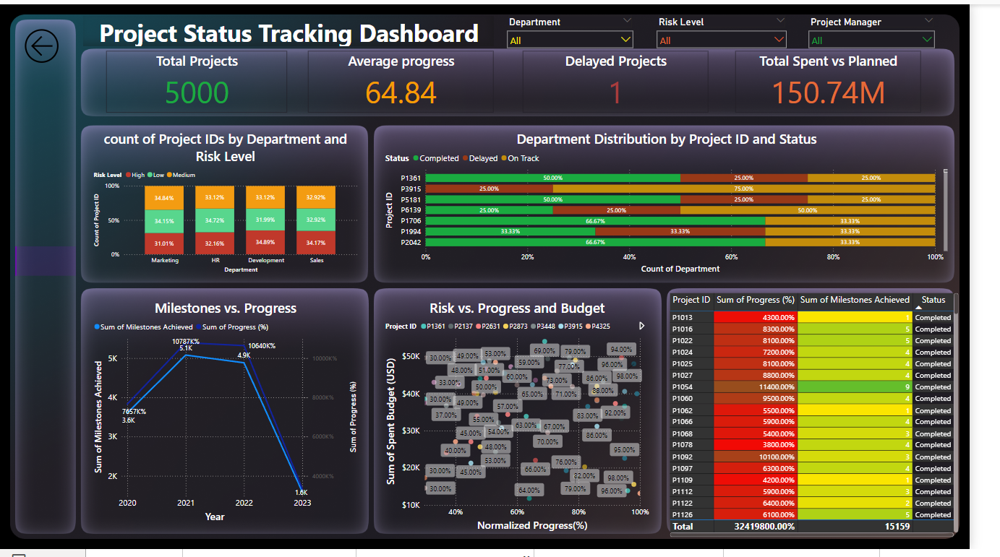 Project Status Tracking Dashboard
Department
All
Risk Level
All
Project Manager
All
Total Projects
5000
Average progress
64.84
Delayed Projects
1
Total Spent vs Planned
150.74M
count of Project IDs by Department and
Risk Level
Risk Level High Low Medium
Count of Project ID
100%
50%
0%
34.84% 33.12% 33.12% 32.92%
34.15% 34.72% 31.99% 32.92%
31.01% 32.16% 34.89% 34.17%
Marketing HR Development Sales
Department
Department Distribution by Project ID and Status
Status Completed Delayed On Track
Project ID
P1361 50.00% 25.00% 25.00%
P3915 25.00% 75.00%
P5181 50.00% 25.00% 25.00%
P6139 25.00% 25.00% 50.00%
P1706 66.67% 33.33%
P1994 33.33% 33.33% 33.33%
P2042 66.67% 33.33%
0% 20% 40% 60% 80% 100%
Count of Department
Milestones vs. Progress
Sum of Milestones Achieved Sum of Progress (%)
Sum of Milestones Achieved
5K
4K
3K
2K
10787K%
5.1K
10640K%
4.9K
7657K%
3.6K
1.6K
10000K%
8000K%
6000K%
4000K%
Sum of Progress (%)
2020 2021 2022 2023
Year
Risk vs. Progress and Budget
Project ID P1361 P2137 P2631 P2873 P3448 P3915 P4325
Sum of Spent Budget (USD)
$50K
$40K
$30K
$20K
$10K
69.00% 79.00% 94.00%
30.00% 49.00% 53.00%
59.00% 77.00% 96.00%
48.00% 51.00%
60.00% 73.00% 86.00% 98.00%
33.00% 50.00%
65.00% 71.00% 88.00%
30.00% 49.00%
57.00%
37.00% 55.00% 83.00% 92.00%
63.00% 67.00%
45.00% 54.00% 86.00%
70.00%
40.00% 48.00% 95.00%
53.00% 76.00%
30.00% 45.00% 66.00% 82.00% 98.00%
30.00% 64.00% 79.00% 96.00%
40% 60% 80% 100%
Normalized Progress(%)
Project ID Sum of Progress (%) Sum of Milestones Achieved Status
P1013 4300.00% 1 Completed
P1016 8300.00% 5 Completed
P1022 8100.00% 5 Completed
P1024 7200.00% 4 Completed
P1025 8100.00% 4 Completed
P1027 8800.00% 4 Completed
P1054 11400.00% 9 Completed
P1060 9500.00% 4 Completed
P1062 5500.00% 1 Completed
P1066 5900.00% 4 Completed
P1068 5400.00% 3 Completed
P1078 3800.00% 4 Completed
P1092 10100.00% 3 Completed
P1097 6300.00% 4 Completed
P1109 4200.00% 1 Completed
P1112 5900.00% 3 Completed
P1122 6400.00% 2 Completed
P1126 6100.00% 5 Completed
Total 32419800.00% 15159